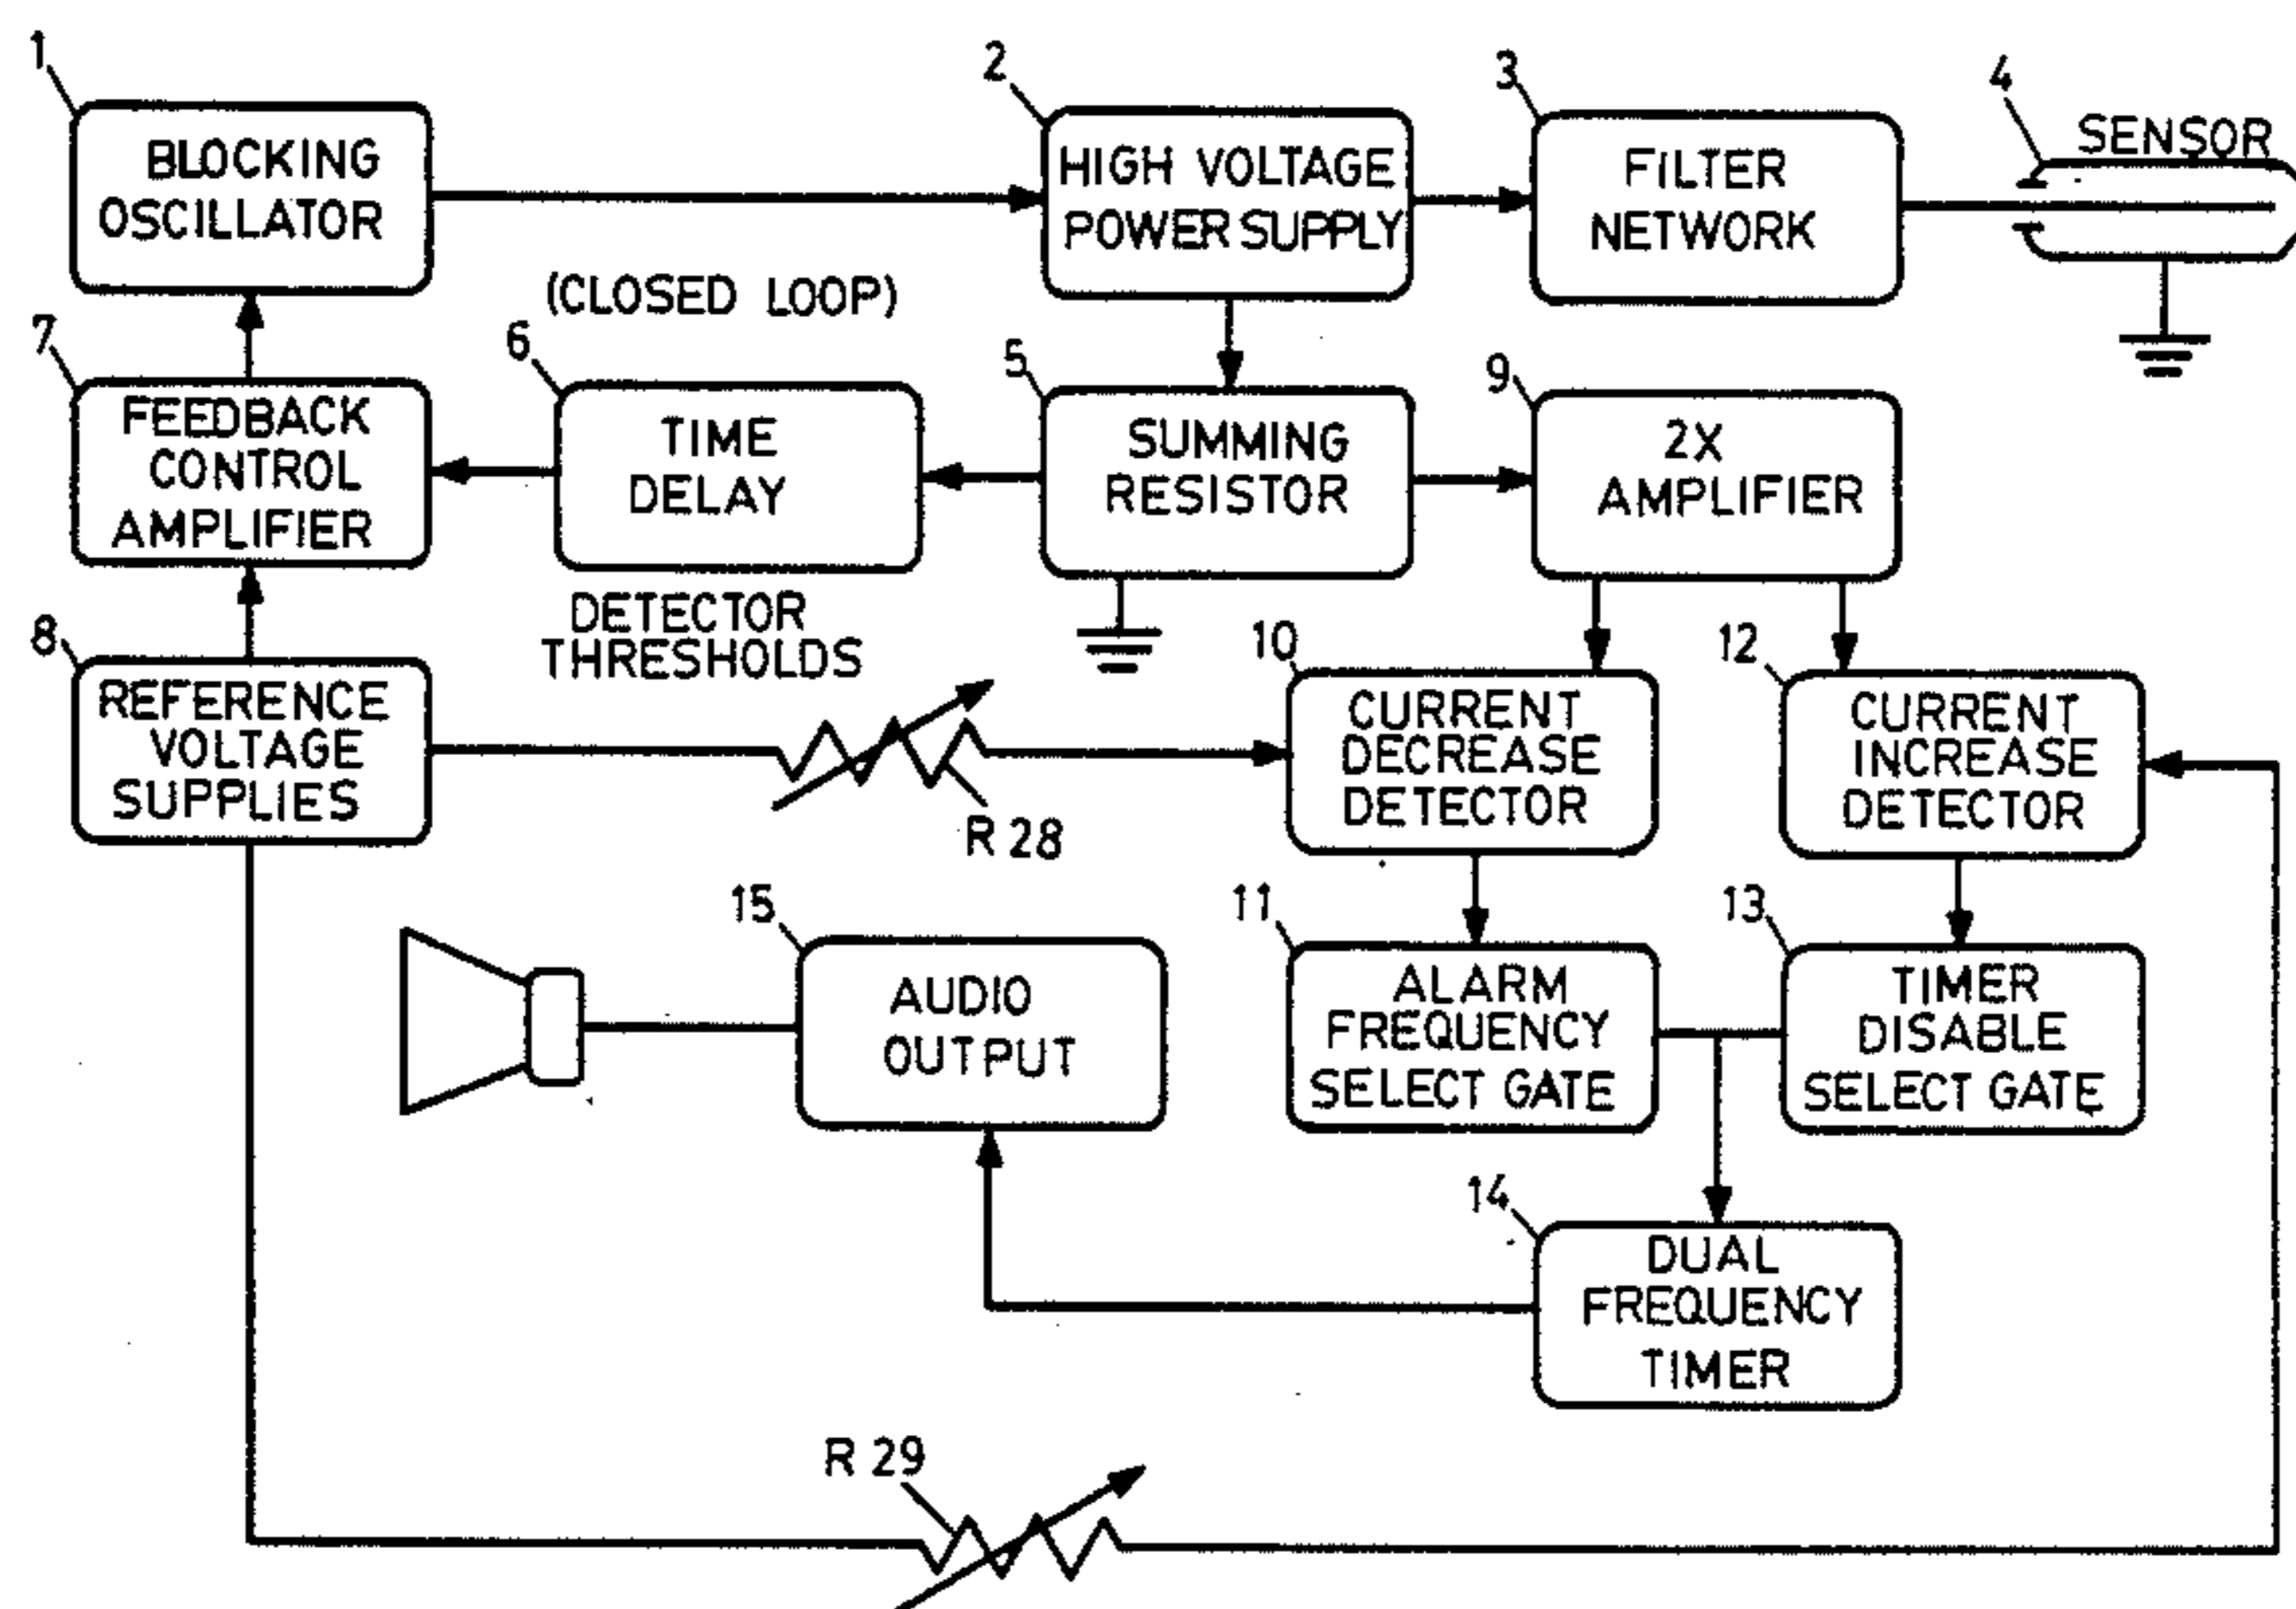 1
BLOCKING
OSCILLATOR
2
HIGH VOLTAGE
POWER SUPPLY
3
FILTER
NETWORK
4
SENSOR
(CLOSED LOOP)
7
FEEDBACK
CONTROL
AMPLIFIER
6
TIME
DELAY
5
SUMMING
RESISTOR
9
2X
AMPLIFIER
DETECTOR
THRESHOLDS
8
REFERENCE
VOLTAGE
SUPPLIES
R 28
10
CURRENT
DECREASE
DETECTOR
12
CURRENT
INCREASE
DETECTOR
15
AUDIO
OUTPUT
11
ALARM
FREQUENCY
SELECT GATE
13
TIMER
DISABLE
SELECT GATE
14
DUAL
FREQUENCY
TIMER
R 29